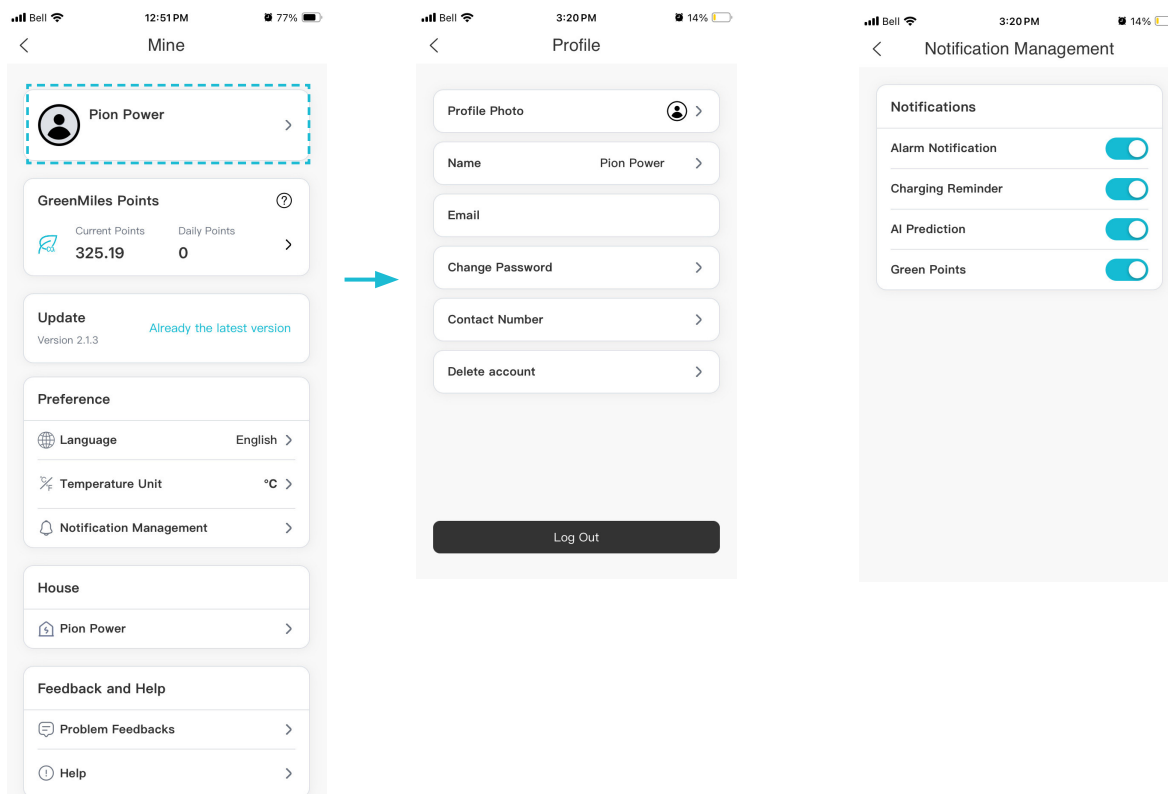 Bell 12:51 PM 77%
Mine
Pion Power
GreenMiles Points
Current Points Daily Points
325.19 0
Update
Already the latest version
Version 2.1.3
Preference
Language English
Temperature Unit °C
Notification Management
House
Pion Power
Feedback and Help
Problem Feedbacks
Help
Bell 3:20 PM 14%
Profile
Profile Photo
Name Pion Power
Email
Change Password
Contact Number
Delete account
Log Out
Bell 3:20 PM 14%
Notification Management
Notifications
Alarm Notification
Charging Reminder
AI Prediction
Green Points